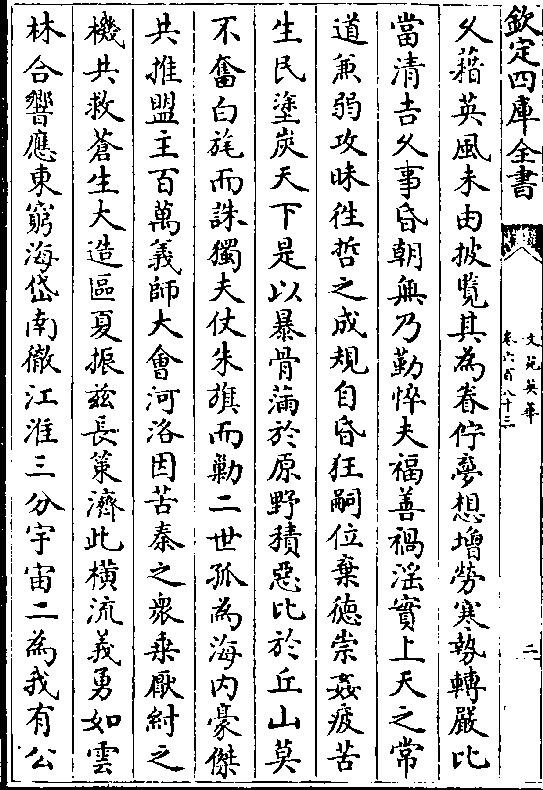 欽定四庫全書
文苑英華
卷六百八十三
二
乆藉英風未由披覽其為眷佇夢想增勞寒埶轉嚴比
當清吉乆事昏朝無乃勤悴夫福善禍淫實上天之常
道兼弱攻昧徃哲之成規自昏狂嗣位棄徳崇姦疲苦
生民塗炭天下是以暴骨滿於原野積惡比於丘山莫
不奮白旄而誅獨夫仗朱旗而勦二世孤為海内豪傑
共推盟主百萬義師大會河洛因苦秦之衆乗厭紂之
機共救蒼生大造區夏振兹長策濟此横流義勇如雲
林合響應東窮海岱南徹江淮三分宇宙二為我有公